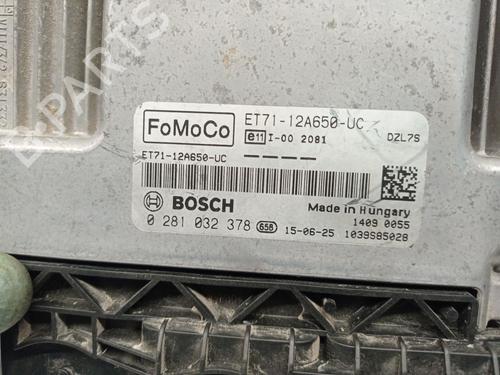 FoMoCo
ET71-12A650-UC
e11 I-00 2081 DZL7S
ET71-12A650-UC -----
BOSCH
Made in Hungary
0 281 032 378 658 15-06-25
1409 0055
1039S85028